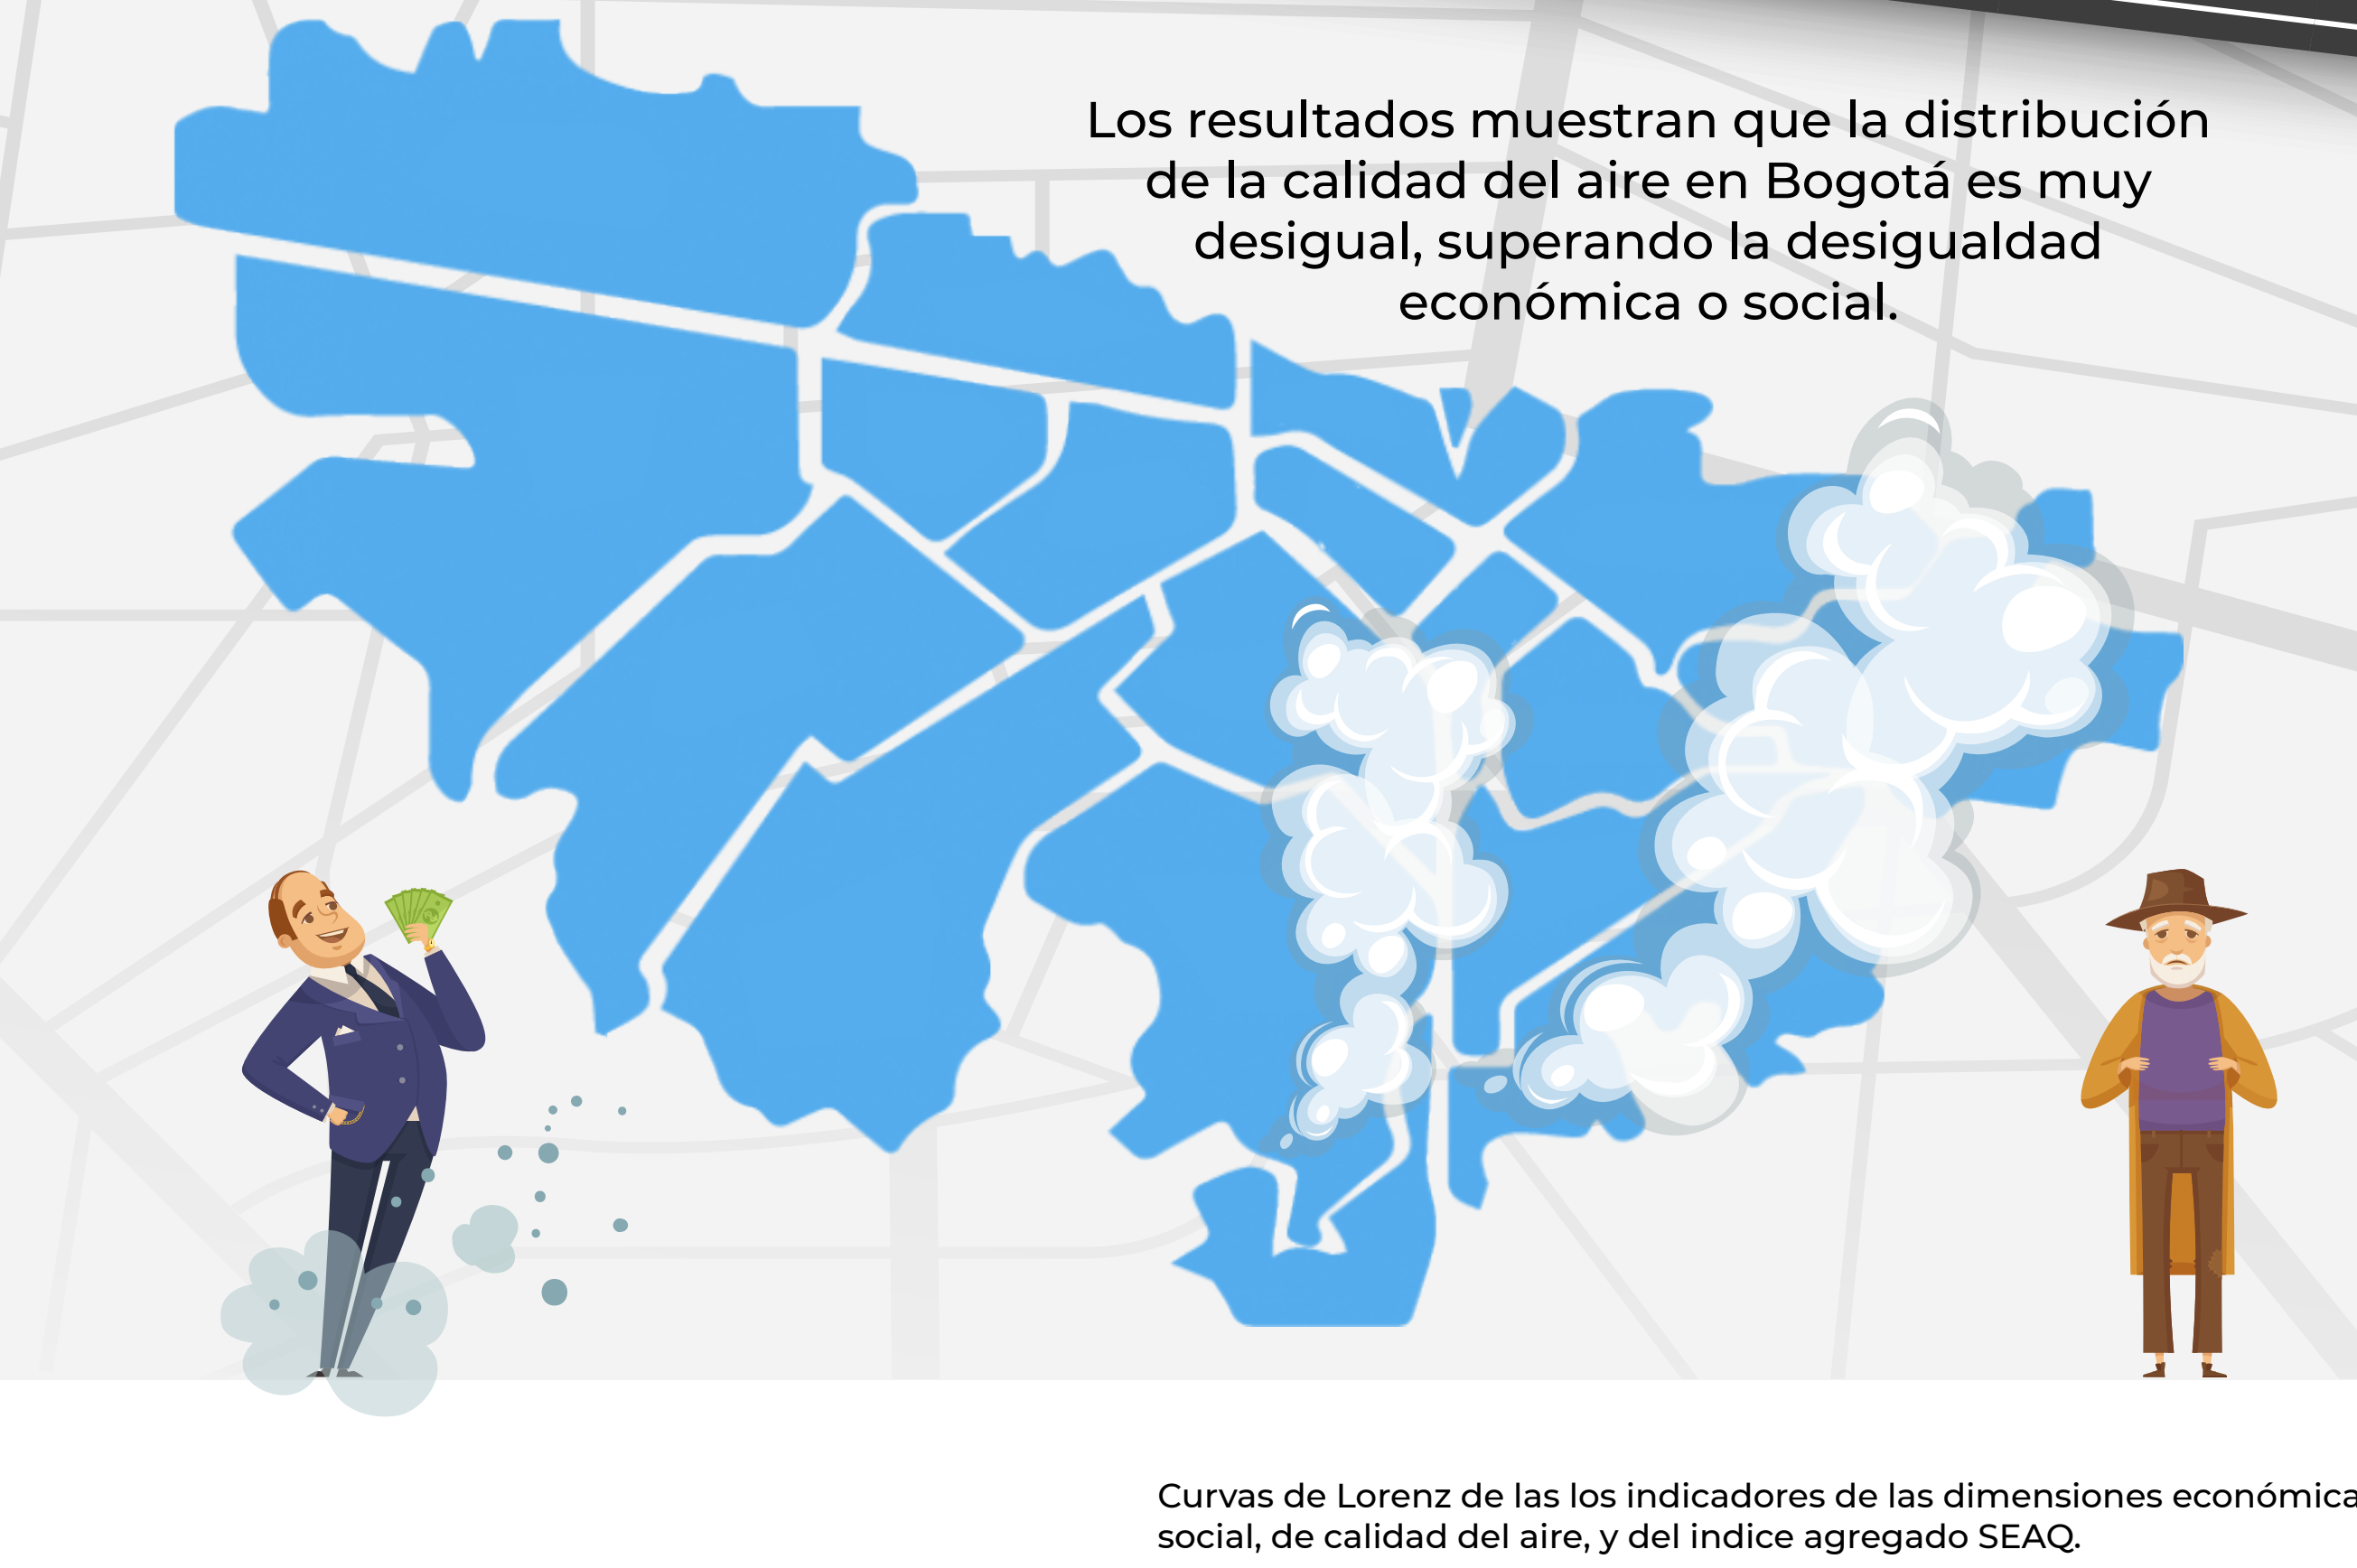 Los resultados muestran que la distribución
de la calidad del aire en Bogotá es muy
desigual, superando la desigualdad
económica o social.
Curvas de Lorenz de las los indicadores de las dimensiones económica
social, de calidad del aire, y del indice agregado SEAQ.